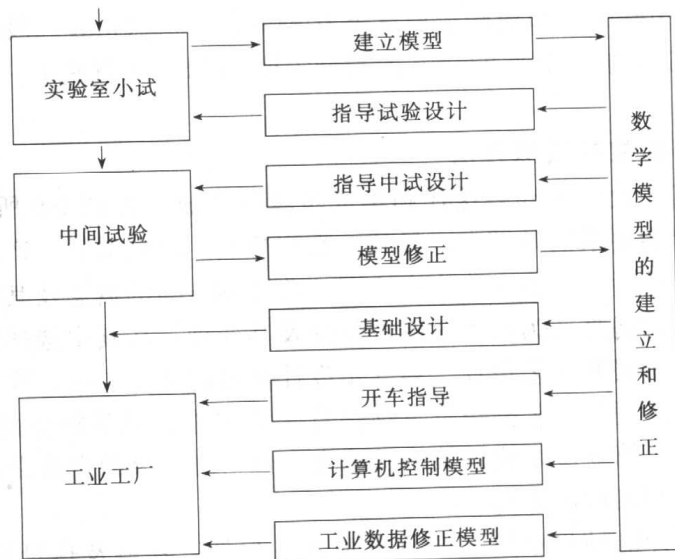 建立模型
实验室小试
指导试验设计
指导中试设计
中间试验
模型修正
基础设计
开车指导
工业工厂
计算机控制模型
工业数据修正模型
数学模型的建立和修正